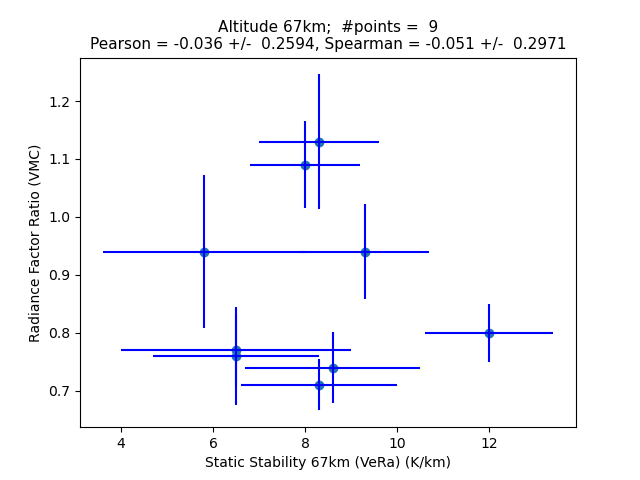 Altitude 67km;  #points =  9
Pearson = -0.036 +/-  0.2594, Spearman = -0.051 +/-  0.2971
1.2
1.1
1.0
0.9
0.8
0.7
Radiance Factor Ratio (VMC)
4 6 8 10 12
Static Stability 67km (VeRa) (K/km)